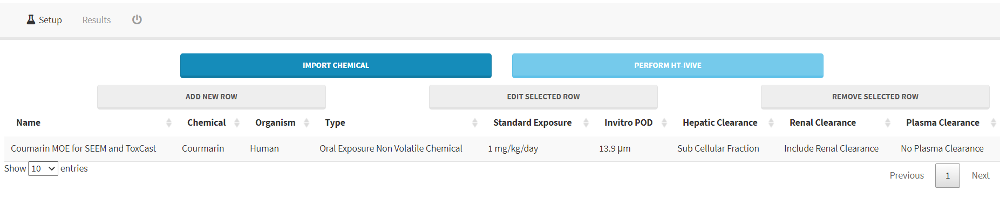 Setup Results
IMPORT CHEMICAL PERFORM HT-IVIVE
ADD NEW ROW EDIT SELECTED ROW REMOVE SELECTED ROW
Name Chemical Organism Type Standard Exposure Invitro POD Hepatic Clearance Renal Clearance Plasma Clearance
Coumarin MOE for SEEM and ToxCast Courmarin Human Oral Exposure Non Volatile Chemical 1 mg/kg/day 13.9 μm Sub Cellular Fraction Include Renal Clearance No Plasma Clearance
Show 10 entries
Previous 1 Next